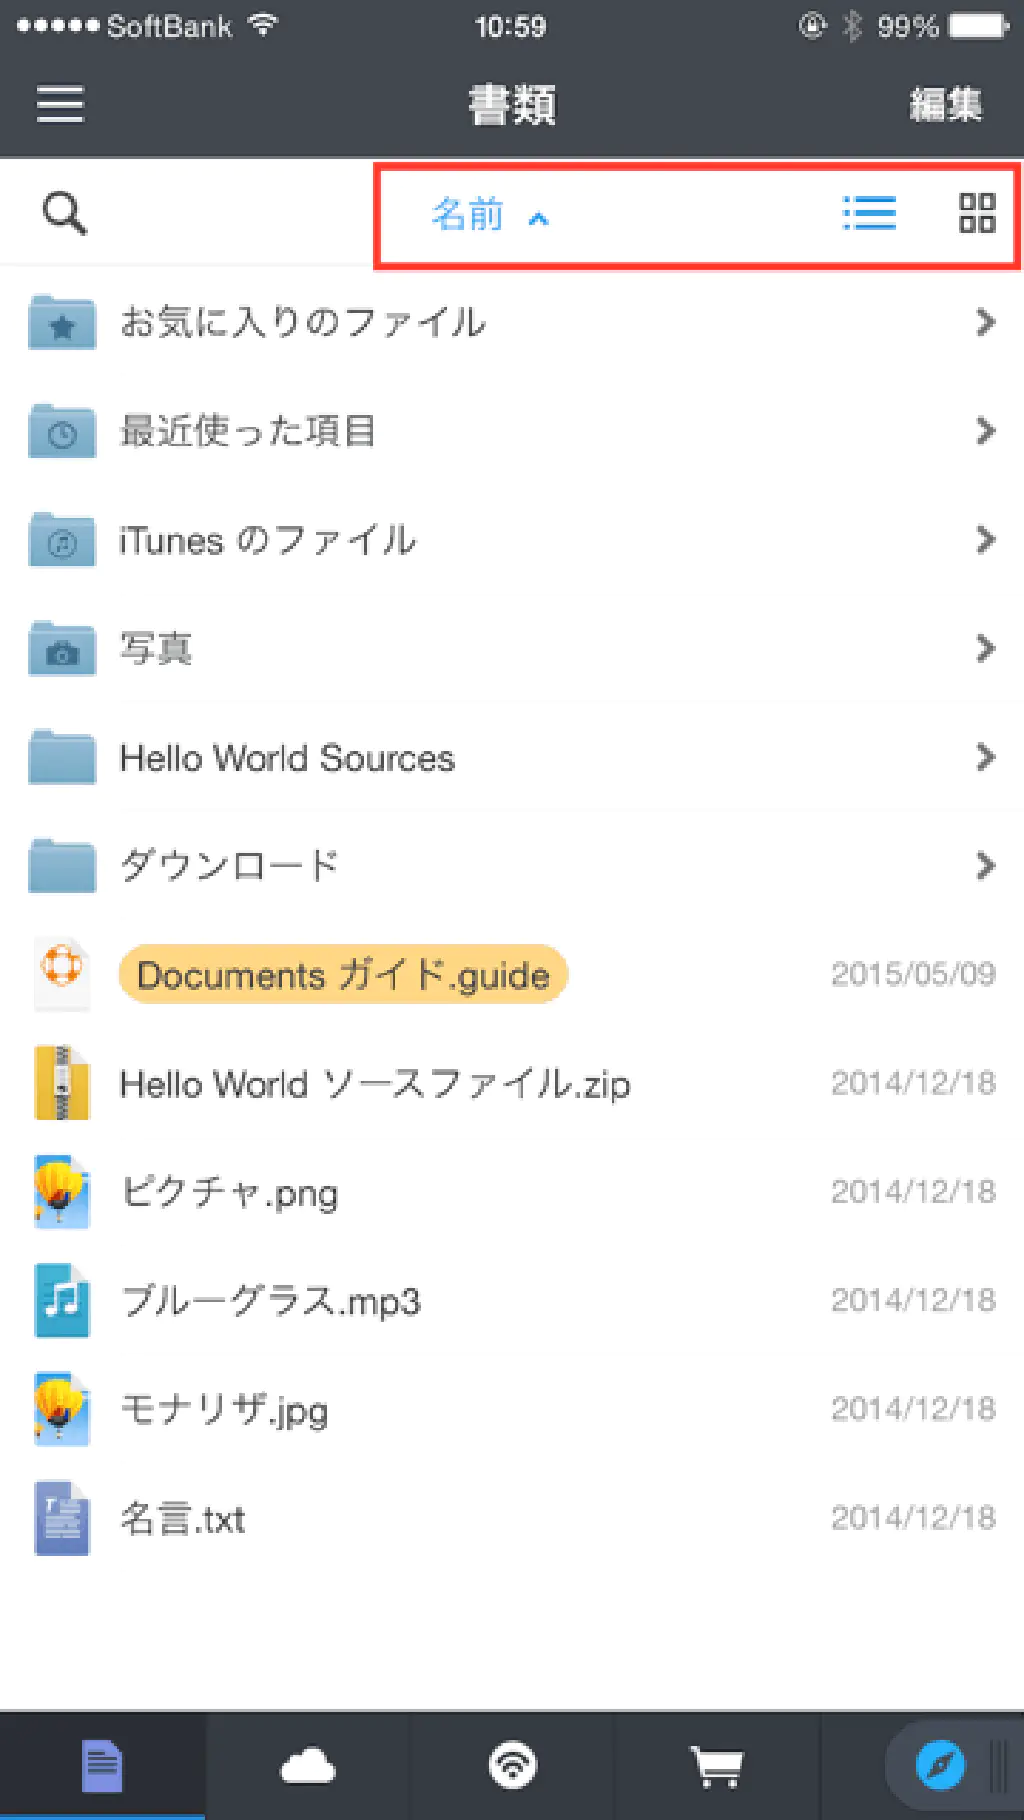 SoftBank 10:59 99%
書類 編集
名前
お気に入りのファイル
最近使った項目
iTunes のファイル
写真
Hello World Sources
ダウンロード
Documents ガイド.guide 2015/05/09
Hello World ソースファイル.zip 2014/12/18
ピクチャ.png 2014/12/18
ブルーグラス.mp3 2014/12/18
モナリザ.jpg 2014/12/18
名言.txt 2014/12/18